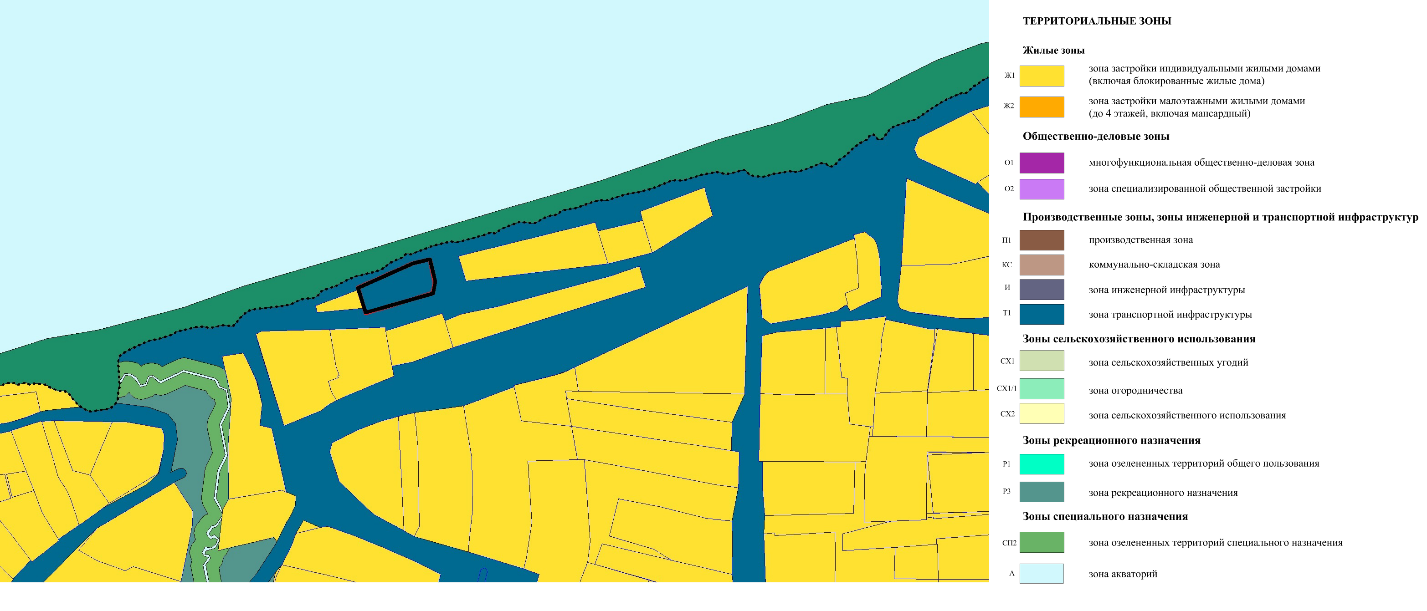 ТЕРРИТОРИАЛЬНЫЕ ЗОНЫ
Жилые зоны
Ж1 зона застройки индивидуальными жилыми домами
(включая блокированные жилые дома)
Ж2 зона застройки малоэтажными жилыми домами
(до 4 этажей, включая мансардный)
Общественно-деловые зоны
О1 многофункциональная общественно-деловая зона
О2 зона специализированной общественной застройки
Производственные зоны, зоны инженерной и транспортной инфраструктур
П1 производственная зона
КС коммунально-складская зона
И зона инженерной инфраструктуры
Т1 зона транспортной инфраструктуры
Зоны сельскохозяйственного использования
СХ1 зона сельскохозяйственных угодий
СХ1/1 зона огородничества
СХ2 зона сельскохозяйственного использования
Зоны рекреационного назначения
Р1 зона озелененных территорий общего пользования
Р3 зона рекреационного назначения
Зоны специального назначения
СП2 зона озелененных территорий специального назначения
А зона акваторий